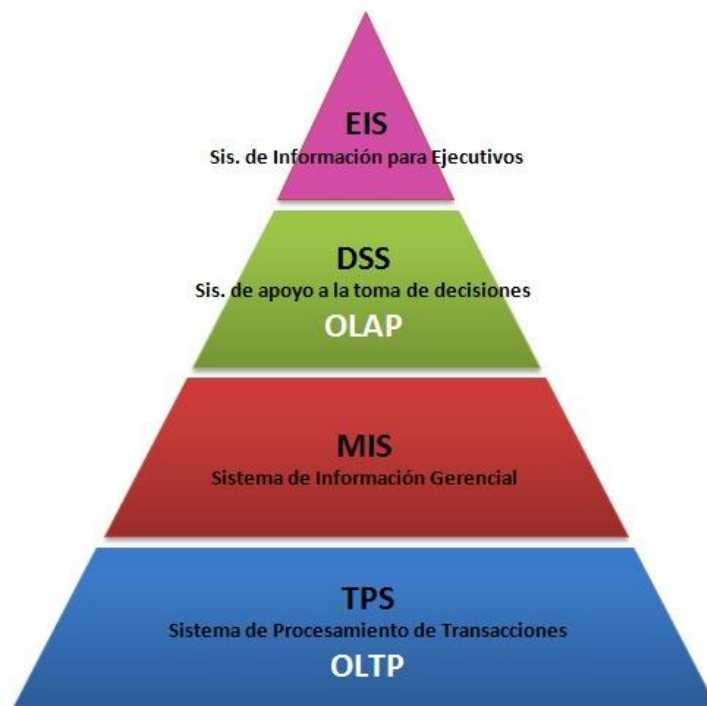 EIS
Sis. de Información para Ejecutivos
DSS
Sis. de apoyo a la toma de decisiones
OLAP
MIS
Sistema de Información Gerencial
TPS
Sistema de Procesamiento de Transacciones
OLTP